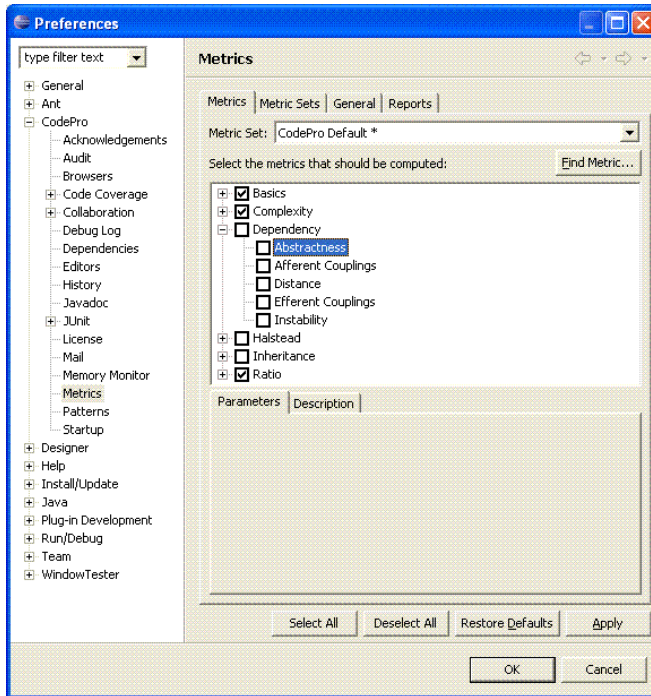 Preferences
type filter text
General
Ant
CodePro
Acknowledgements
Audit
Browsers
Code Coverage
Collaboration
Debug Log
Dependencies
Editors
History
Javadoc
JUnit
License
Mail
Memory Monitor
Metrics
Patterns
Startup
Designer
Help
Install/Update
Java
Plug-in Development
Run/Debug
Team
WindowTester
Metrics
Metrics Metric Sets General Reports
Metric Set: CodePro Default *
Select the metrics that should be computed: Find Metric...
Basics
Complexity
Dependency
Abstractness
Afferent Couplings
Distance
Efferent Couplings
Instability
Halstead
Inheritance
Ratio
Parameters Description
Select All Deselect All Restore Defaults Apply
OK Cancel